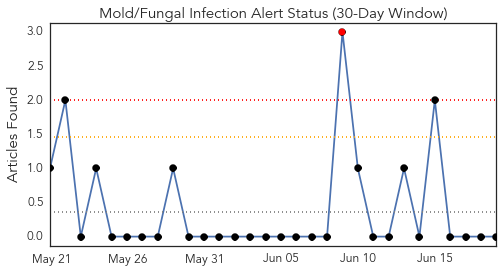 Mold/Fungal Infection Alert Status (30-Day Window)
Articles Found
3.0
2.5
2.0
1.5
1.0
0.5
0.0
May 21 May 26 May 31 Jun 05 Jun 10 Jun 15